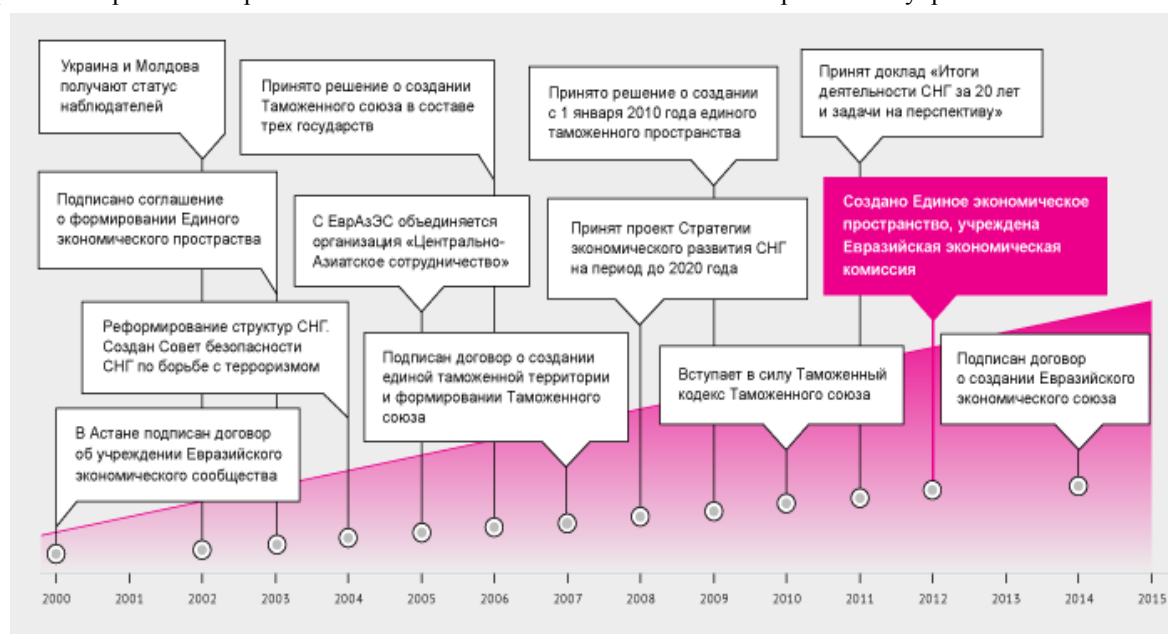 Украина и Молдова
получают статус
наблюдателей
Принято решение о создании
Таможенного союза в составе
трех государств
Принято решение о создании
с 1 января 2010 года единого
таможенного пространства
Принят доклад «Итоги
деятельности СНГ за 20 лет
и задачи на перспективу»
Подписано соглашение
о формировании Единого
экономического простраства
С ЕврАзЭС объединяется
организация «Центрально-
Азиатское сотрудничество»
Принят проект Стратегии
экономического развития СНГ
на период до 2020 года
Создано Единое экономическое
пространство, учреждена
Евразийская экономическая
комиссия
Реформирование структур СНГ.
Создан Совет безопасности
СНГ по борьбе с терроризмом
Подписан договор о создании
единой таможенной территории
и формировании Таможенного
союза
Вступает в силу Таможенный
кодекс Таможенного союза
Подписан договор
о создании Евразийского
экономического союза
В Астане подписан договор
об учреждении Евразийского
экономического сообщества
2000 2001 2002 2003 2004 2005 2006 2007 2008 2009 2010 2011 2012 2013 2014 2015